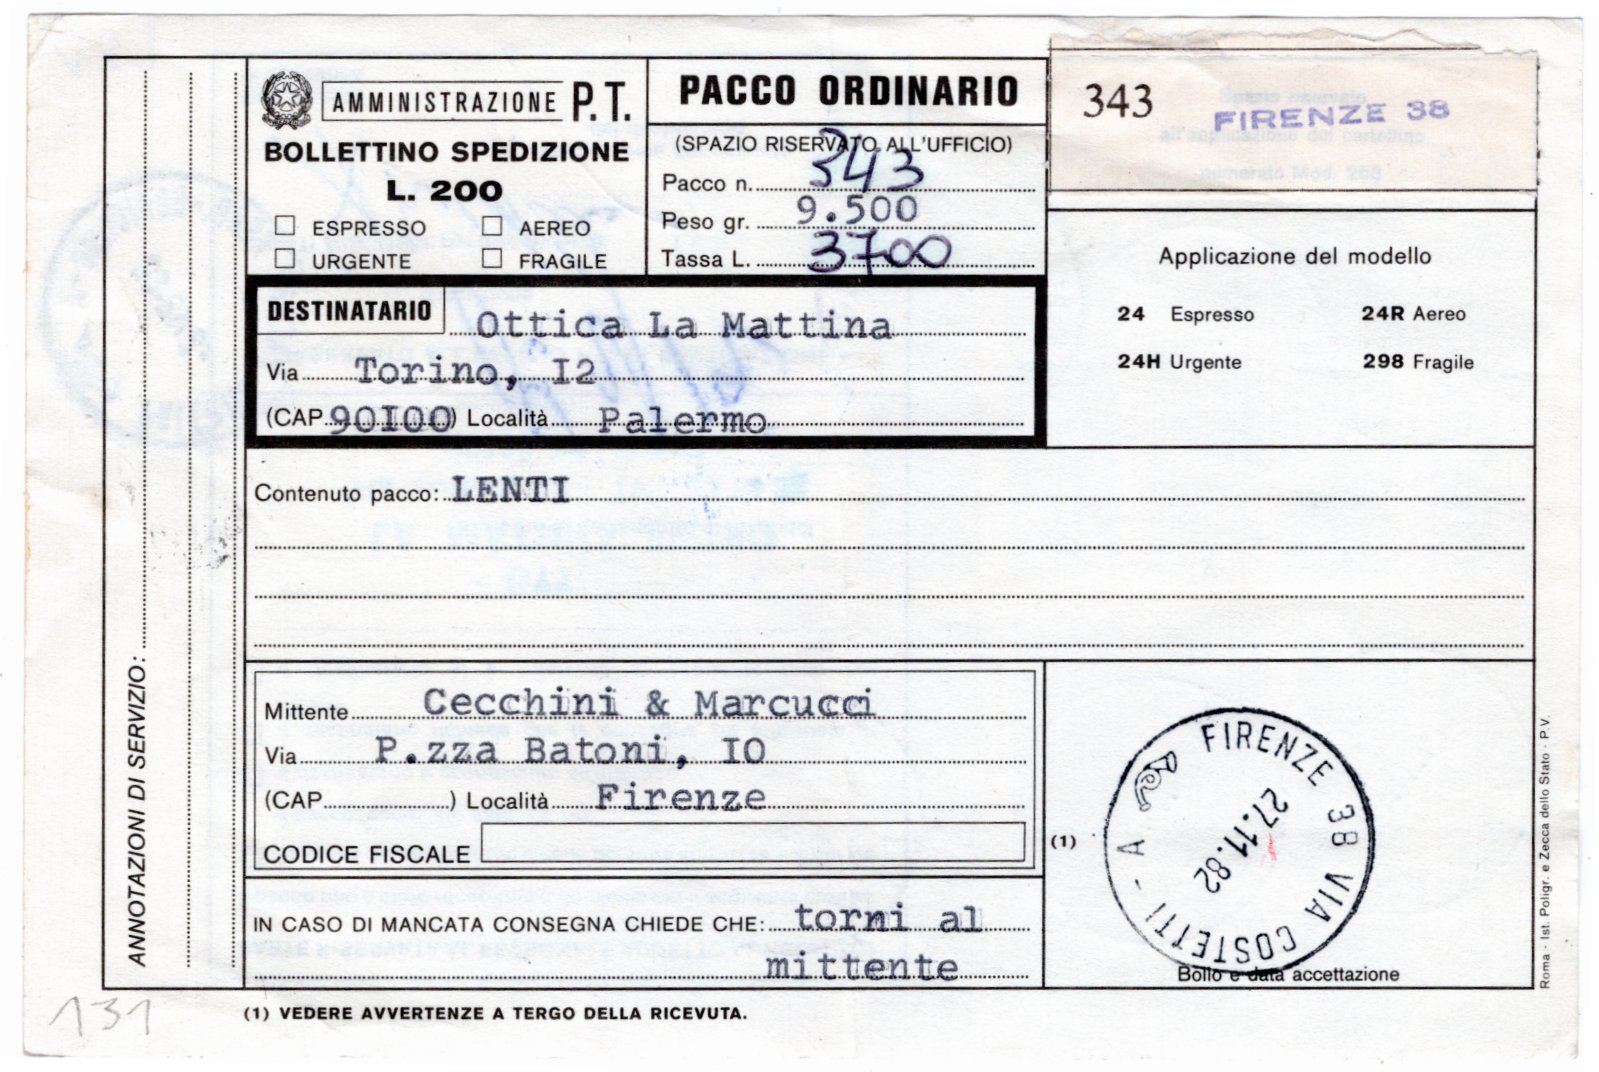 AMMINISTRAZIONE P.T.
BOLLETTINO SPEDIZIONE
L. 200
ESPRESSO AEREO
URGENTE FRAGILE
PACCO ORDINARIO
(SPAZIO RISERVATO ALL'UFFICIO)
Pacco n. 343
Peso gr. 9.500
Tassa L. 3700
343 FIRENZE 38
Applicazione del modello
24 Espresso 24R Aereo
24H Urgente 298 Fragile
DESTINATARIO Ottica La Mattina
Via Torino, I2
(CAP 90I00) Località Palermo
Contenuto pacco: LENTI
ANNOTAZIONI DI SERVIZIO:
Mittente Cecchini & Marcucci
Via P.zza Batoni, IO
(CAP ) Località Firenze
CODICE FISCALE
IN CASO DI MANCATA CONSEGNA CHIEDE CHE: torni al
mittente
(1)
FIRENZE 38 VIA COSTETTI - A
27.11.82
Bollo e data accettazione
Roma - Ist. Poligr. e Zecca dello Stato - P.V.
131
(1) VEDERE AVVERTENZE A TERGO DELLA RICEVUTA.